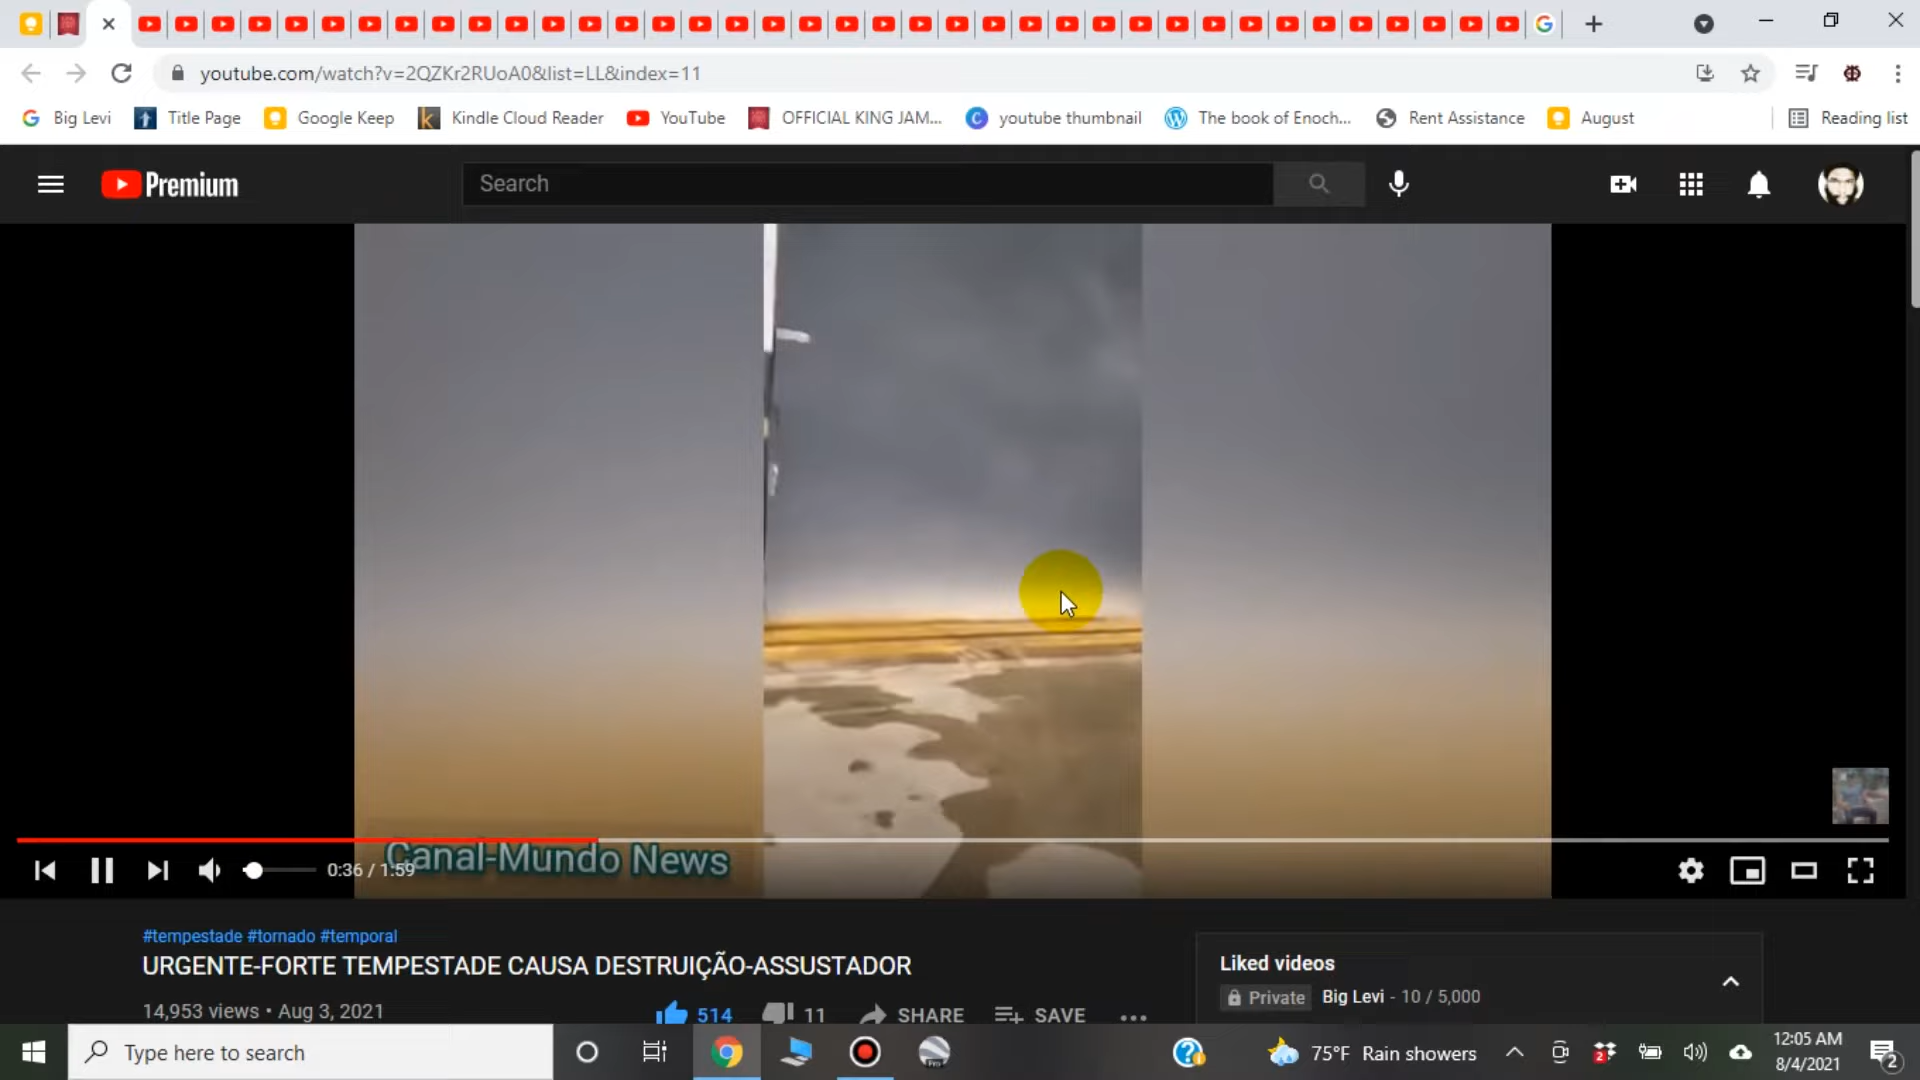 youtube.com/watch?v=2QZKr2RUoA0&list=LL&index=11
Big Levi Title Page Google Keep Kindle Cloud Reader YouTube OFFICIAL KING JAM... youtube thumbnail The book of Enoch... Rent Assistance August Reading list
Premium Search
Canal-Mundo News
0:36 / 1:59
#tempestade #tornado #temporal
URGENTE-FORTE TEMPESTADE CAUSA DESTRUIÇÃO-ASSUSTADOR
14,953 views • Aug 3, 2021 514 11 SHARE SAVE
Liked videos
Private Big Levi - 10 / 5,000
Type here to search 75°F Rain showers 12:05 AM
8/4/2021 2